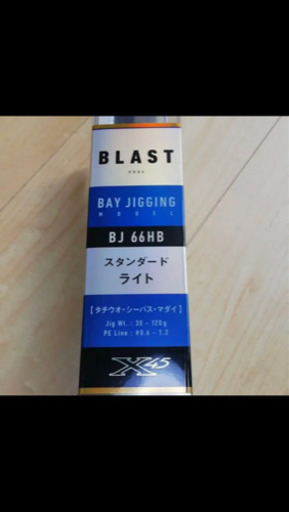 BLAST
BAY JIGGING
MODEL
BJ 66HB
スタンダード
ライト
【タチウオ・シーバス・マダイ】
Jig Wt. : 30 - 120g
PE Line : #0.6 - 1.2
X45